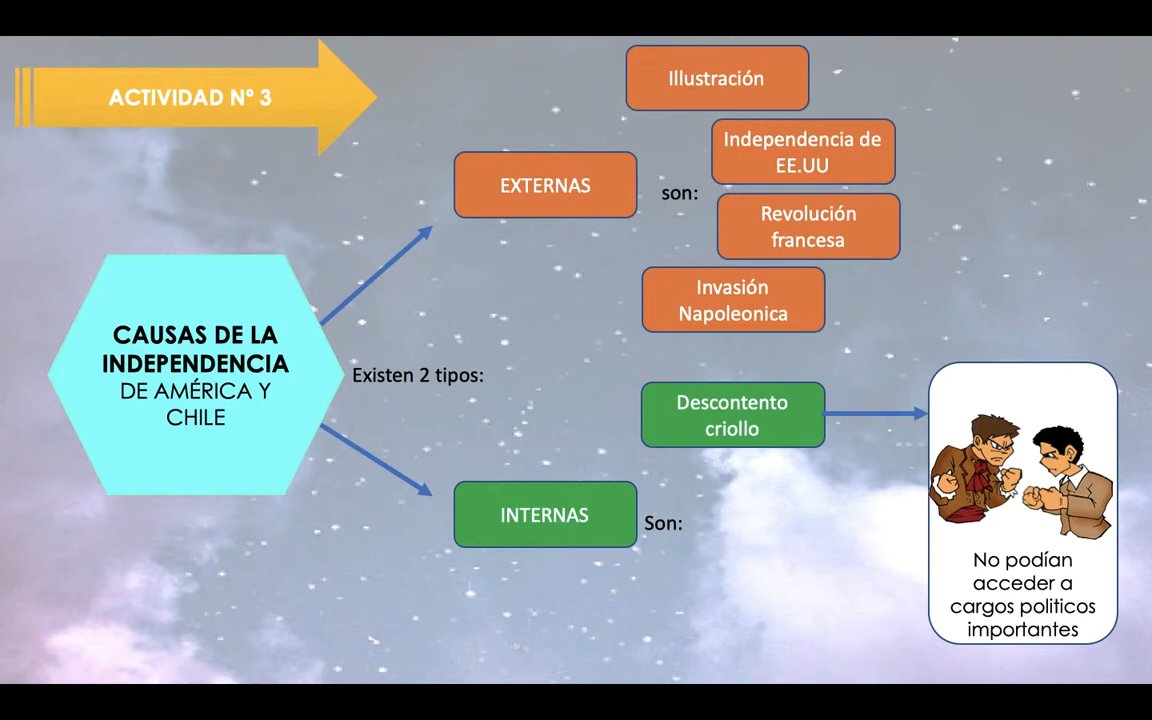 ACTIVIDAD Nº 3
Illustración
Independencia de
EE.UU
EXTERNAS
son:
Revolución
francesa
Invasión
Napoleonica
CAUSAS DE LA
INDEPENDENCIA
DE AMÉRICA Y
CHILE
Existen 2 tipos:
Descontento
criollo
INTERNAS
Son:
No podían
acceder a
cargos politicos
importantes